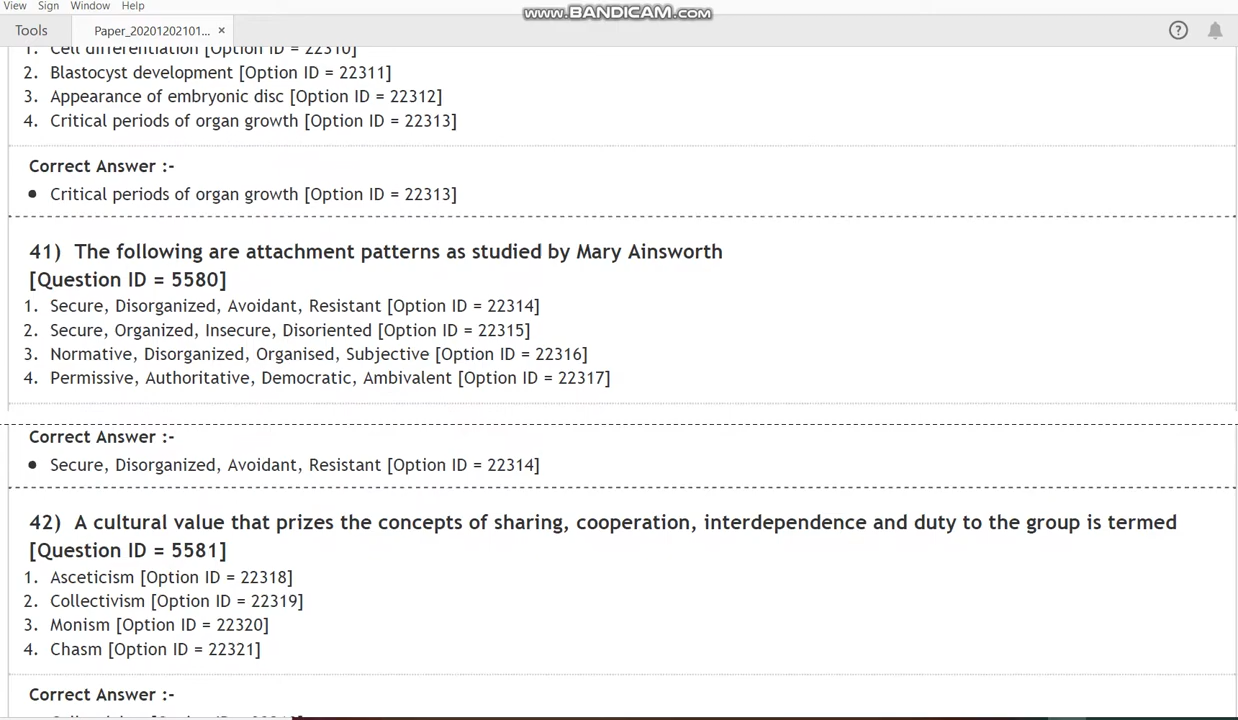 View Sign Window Help
www.BANDICAM.com
Tools Paper_20201202101... ×
1. Cell differentiation [Option ID = 22310]
2. Blastocyst development [Option ID = 22311]
3. Appearance of embryonic disc [Option ID = 22312]
4. Critical periods of organ growth [Option ID = 22313]
Correct Answer :-
• Critical periods of organ growth [Option ID = 22313]
41) The following are attachment patterns as studied by Mary Ainsworth
[Question ID = 5580]
1. Secure, Disorganized, Avoidant, Resistant [Option ID = 22314]
2. Secure, Organized, Insecure, Disoriented [Option ID = 22315]
3. Normative, Disorganized, Organised, Subjective [Option ID = 22316]
4. Permissive, Authoritative, Democratic, Ambivalent [Option ID = 22317]
Correct Answer :-
• Secure, Disorganized, Avoidant, Resistant [Option ID = 22314]
42) A cultural value that prizes the concepts of sharing, cooperation, interdependence and duty to the group is termed
[Question ID = 5581]
1. Asceticism [Option ID = 22318]
2. Collectivism [Option ID = 22319]
3. Monism [Option ID = 22320]
4. Chasm [Option ID = 22321]
Correct Answer :-